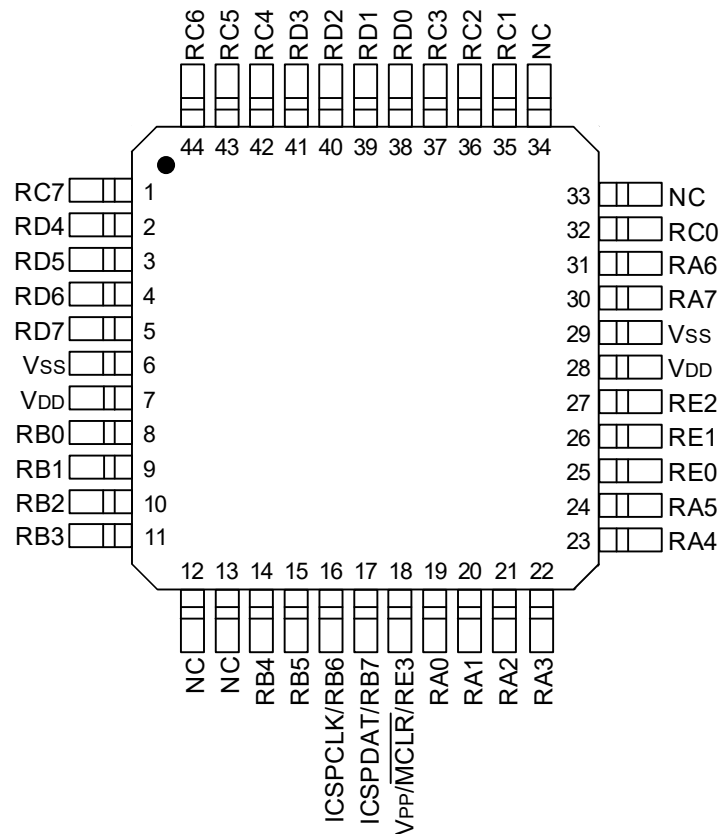 RC6
RC5
RC4
RD3
RD2
RD1
RD0
RC3
RC2
RC1
NC
44
43
42
41
40
39
38
37
36
35
34
RC7 1
RD4 2
RD5 3
RD6 4
RD7 5
VSS 6
VDD 7
RB0 8
RB1 9
RB2 10
RB3 11
33 NC
32 RC0
31 RA6
30 RA7
29 VSS
28 VDD
27 RE2
26 RE1
25 RE0
24 RA5
23 RA4
12
13
14
15
16
17
18
19
20
21
22
NC
NC
RB4
RB5
ICSPCLK/RB6
ICSPDAT/RB7
VPP/MCLR/RE3
RA0
RA1
RA2
RA3